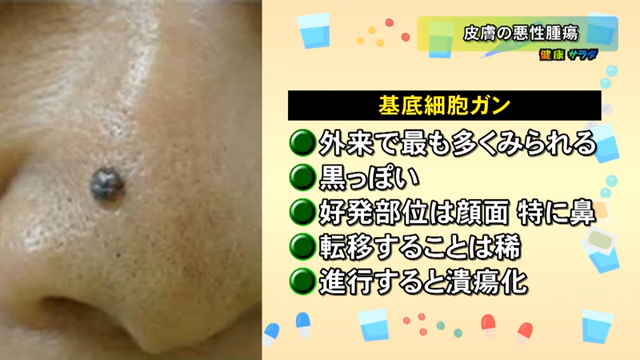 皮膚の悪性腫瘍
健康 サラダ
基底細胞ガン
外来で最も多くみられる
黒っぽい
好発部位は顔面 特に鼻
転移することは稀
進行すると潰瘍化